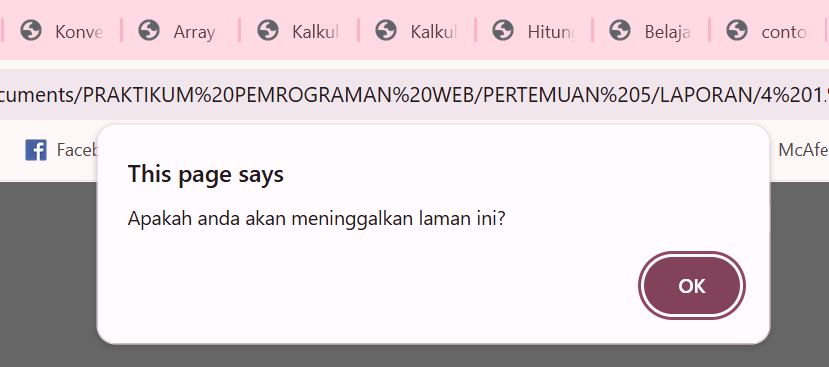 Konve Array Kalkul Kalkul Hitung Belaja conto
cuments/PRAKTIKUM%20PEMROGRAMAN%20WEB/PERTEMUAN%205/LAPORAN/4%201.%
Faceb McAfe
This page says
Apakah anda akan meninggalkan laman ini?
OK